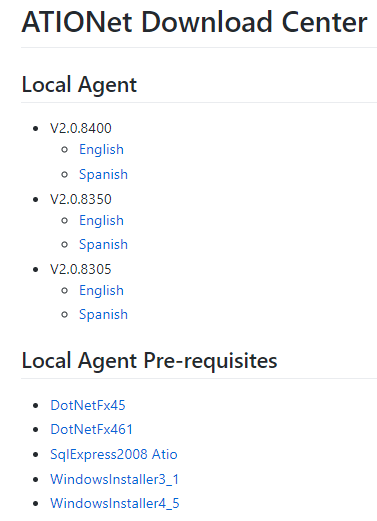 ATIONet Download Center
Local Agent
V2.0.8400
English
Spanish
V2.0.8350
English
Spanish
V2.0.8305
English
Spanish
Local Agent Pre-requisites
DotNetFx45
DotNetFx461
SqlExpress2008 Atio
WindowsInstaller3_1
WindowsInstaller4_5